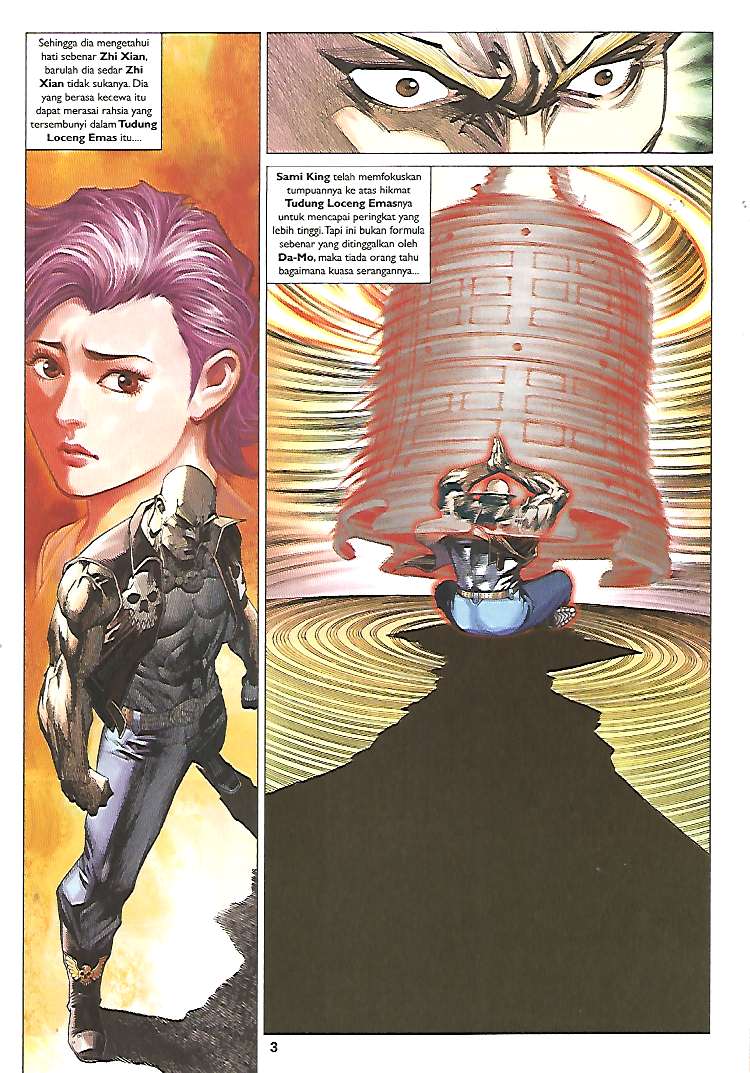 Sehingga dia mengetahui
hati sebenar Zhi Xian,
barulah dia sedar Zhi
Xian tidak sukanya. Dia
yang berasa kecewa itu
dapat merasai rahsia yang
tersembunyi dalam Tudung
Loceng Emas itu....
Sami King telah memfokuskan
tumpuannya ke atas hikmat
Tudung Loceng Emasnya
untuk mencapai peringkat yang
lebih tinggi. Tapi ini bukan formula
sebenar yang ditinggalkan oleh
Da-Mo, maka tiada orang tahu
bagaimana kuasa serangannya...
3